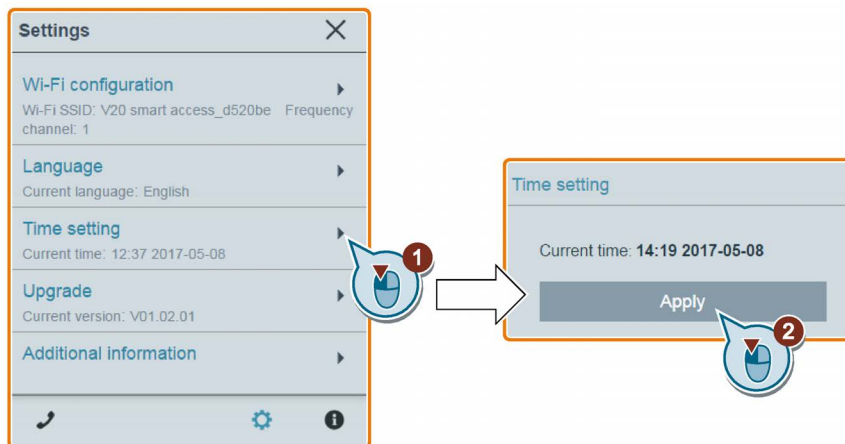 Settings
Wi-Fi configuration
Wi-Fi SSID: V20 smart access_d520be Frequency
channel: 1
Language
Current language: English
Time setting
Current time: 12:37 2017-05-08
1
Upgrade
Current version: V01.02.01
Additional information
Time setting
Current time: 14:19 2017-05-08
Apply
2